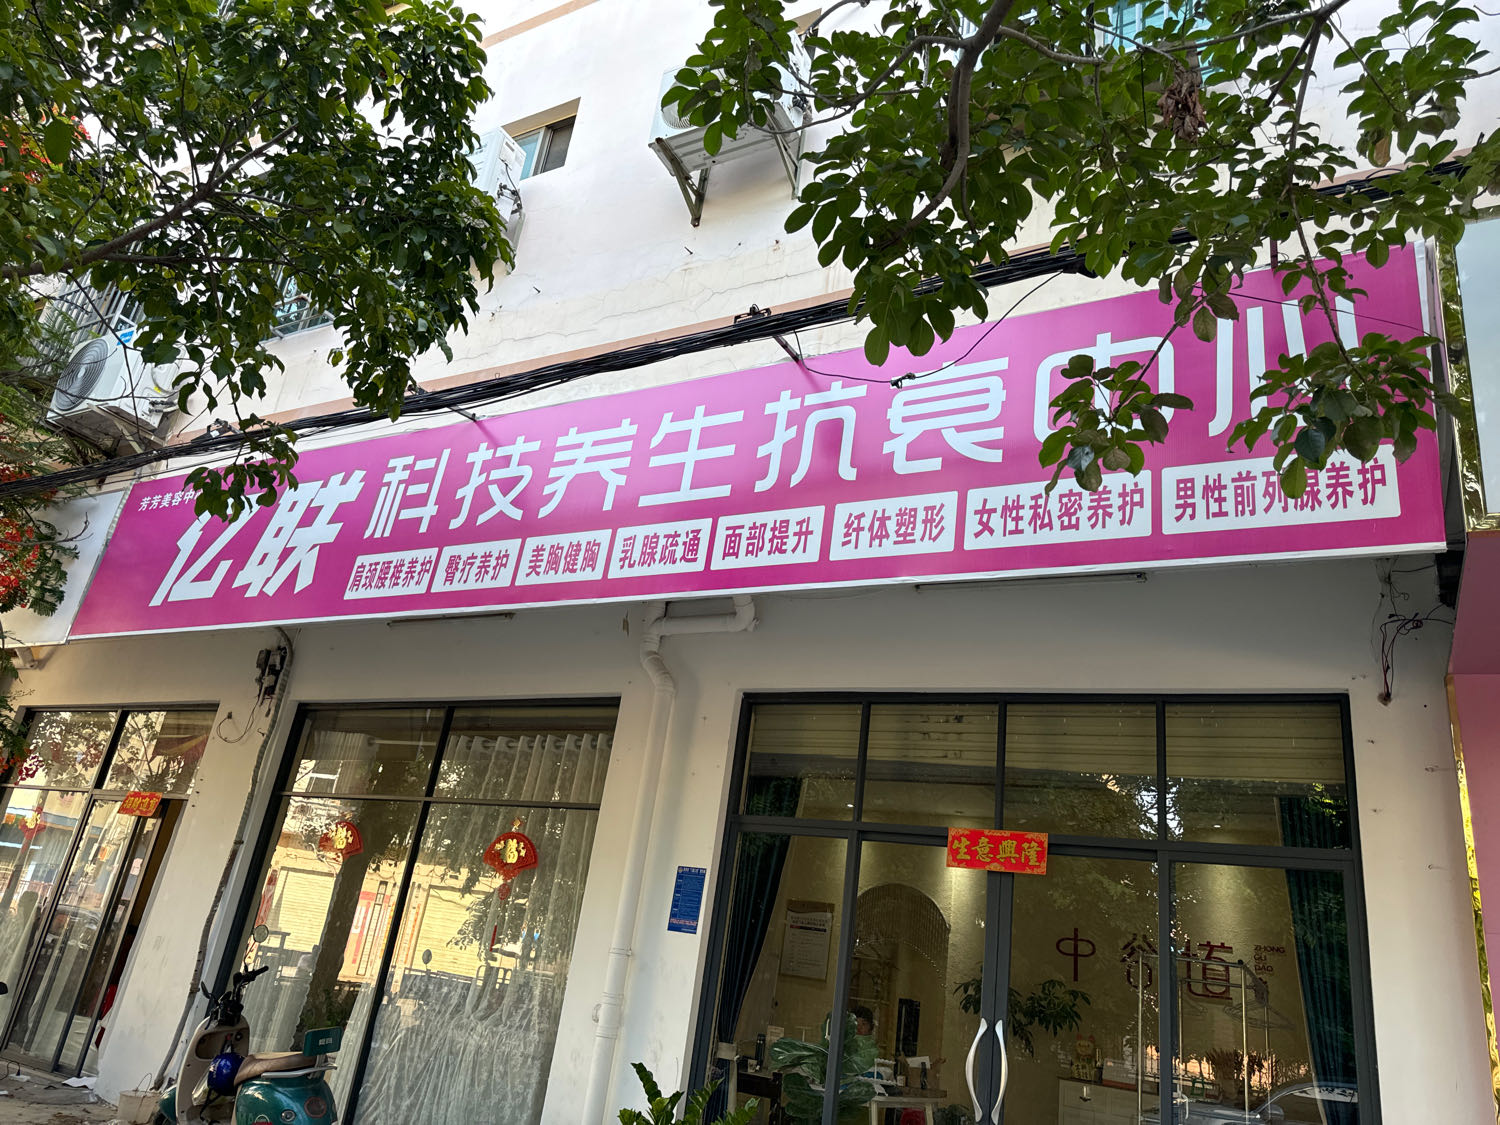 芳芳美容中
亿联 科技养生抗衰中心
肩颈腰椎养护 臀疗养护 美胸健胸 乳腺疏通 面部提升 纤体塑形 女性私密养护 男性前列腺养护
生意興隆
中谷道
ZHONG
GU
DAO